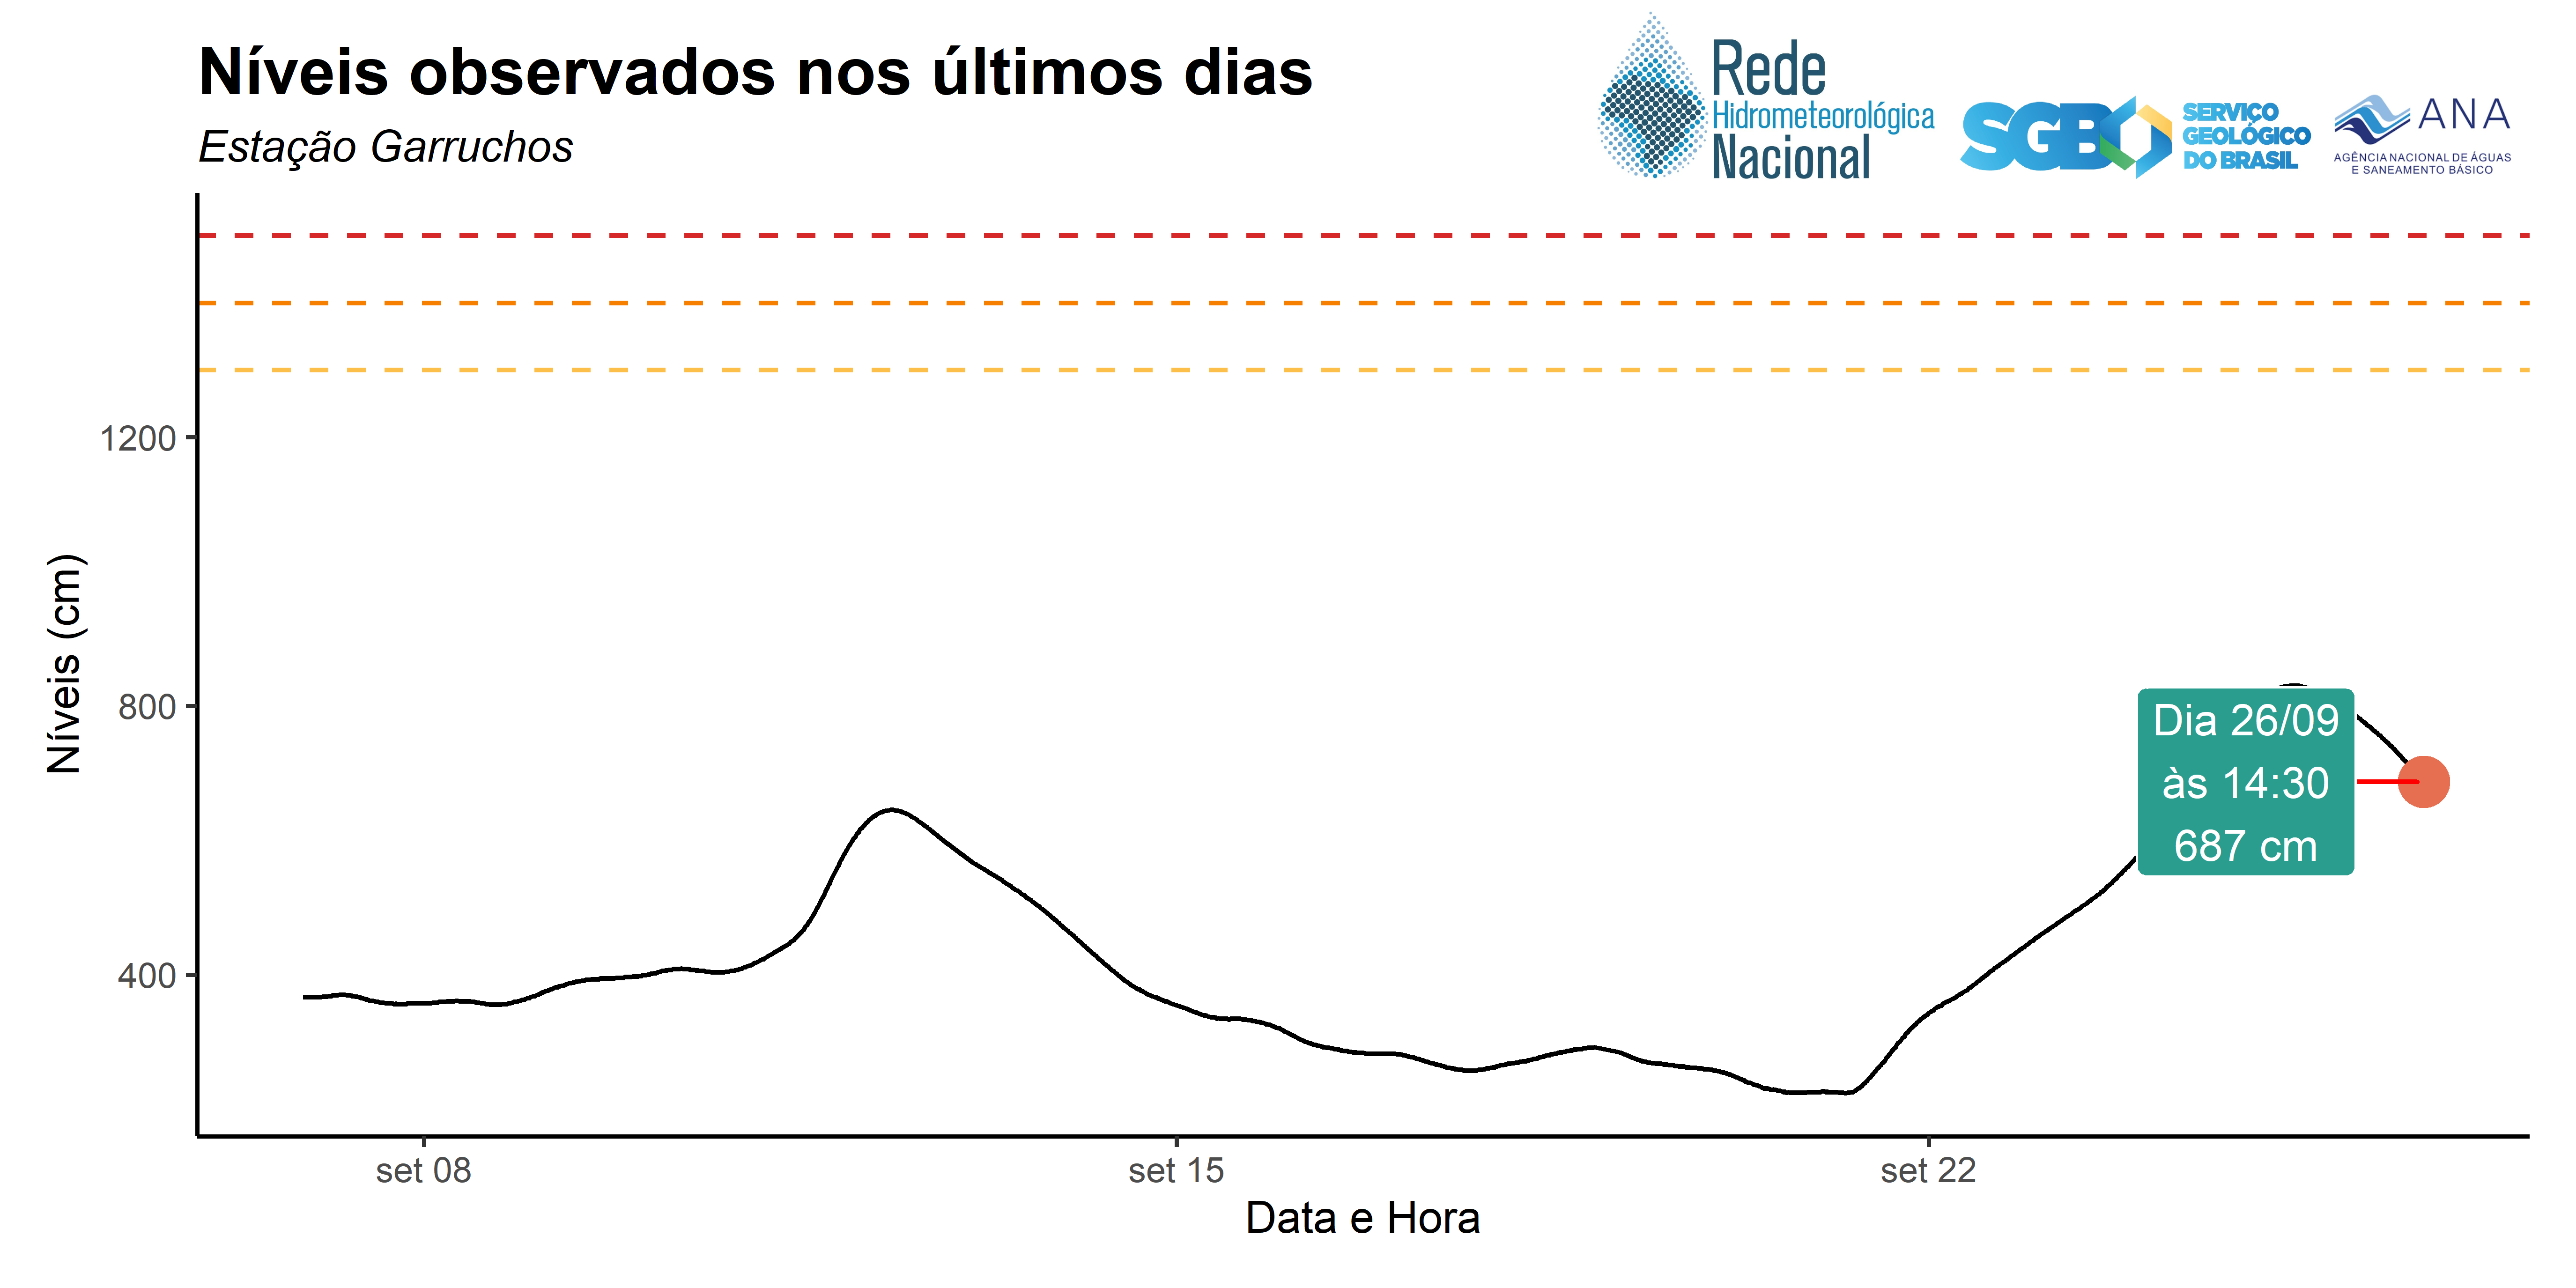 Níveis observados nos últimos dias
Estação Garruchos
Rede
Hidrometeorológica
Nacional
SGB
SERVIÇO
GEOLÓGICO
DO BRASIL
ANA
AGÊNCIA NACIONAL DE ÁGUAS
E SANEAMENTO BÁSICO
Níveis (cm)
1200
800
400
Dia 26/09
às 14:30
687 cm
set 08
set 15
set 22
Data e Hora